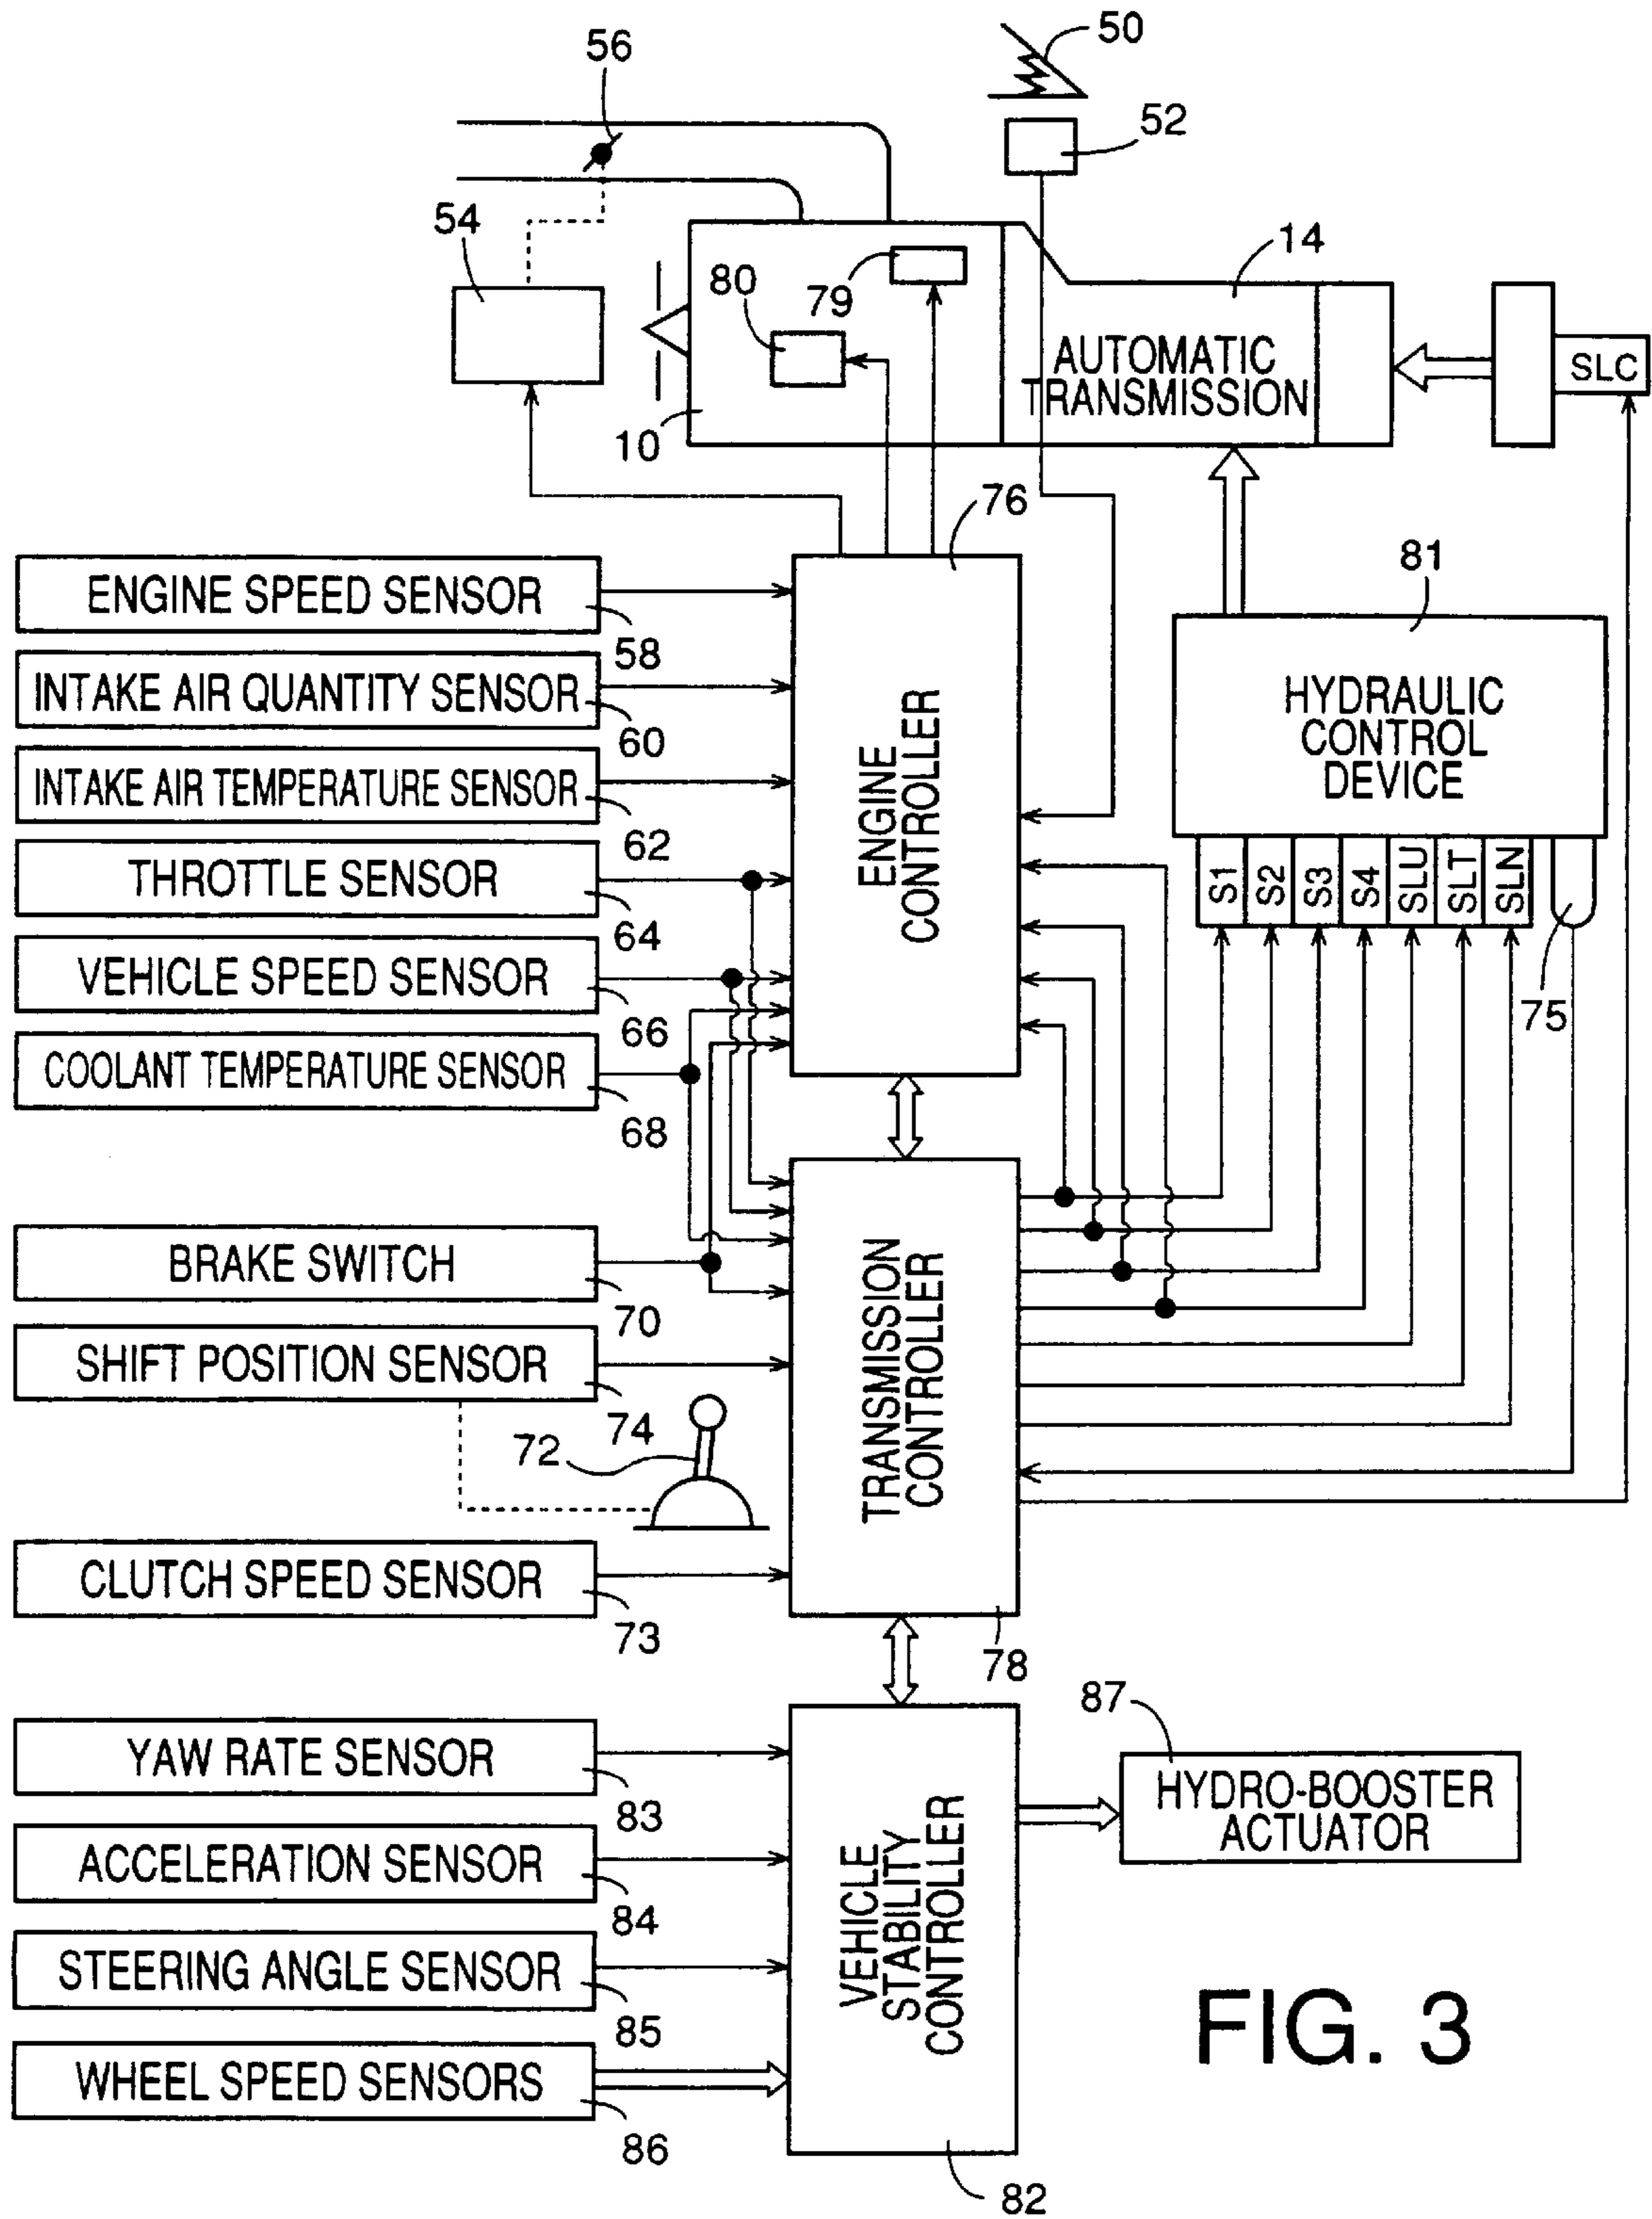 50
56
52
54
14
79
80
AUTOMATIC
TRANSMISSION
SLC
10
76
81
ENGINE SPEED SENSOR
58
INTAKE AIR QUANTITY SENSOR
60
INTAKE AIR TEMPERATURE SENSOR
62
THROTTLE SENSOR
64
VEHICLE SPEED SENSOR
66
COOLANT TEMPERATURE SENSOR
68
ENGINE
CONTROLLER
HYDRAULIC
CONTROL
DEVICE
S1
S2
S3
S4
SLU
SLT
SLN
75
BRAKE SWITCH
70
SHIFT POSITION SENSOR
74
72
TRANSMISSION
CONTROLLER
CLUTCH SPEED SENSOR
73
78
YAW RATE SENSOR
83
ACCELERATION SENSOR
84
STEERING ANGLE SENSOR
85
WHEEL SPEED SENSORS
86
VEHICLE
STABILITY
CONTROLLER
87
HYDRO-BOOSTER
ACTUATOR
82
FIG. 3